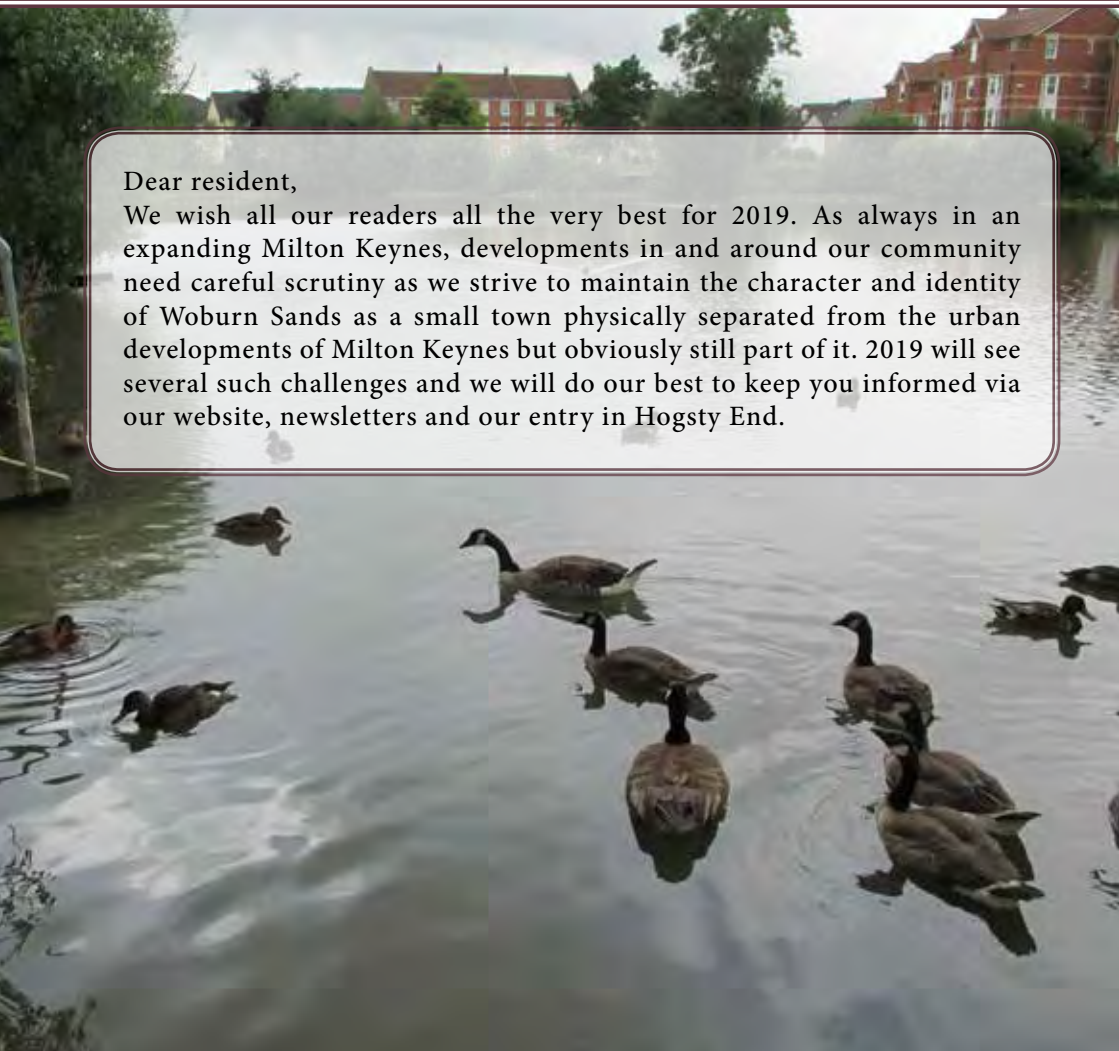 Dear resident,
We wish all our readers all the very best for 2019. As always in an
expanding Milton Keynes, developments in and around our community
need careful scrutiny as we strive to maintain the character and identity
of Woburn Sands as a small town physically separated from the urban
developments of Milton Keynes but obviously still part of it. 2019 will see
several such challenges and we will do our best to keep you informed via
our website, newsletters and our entry in Hogsty End.